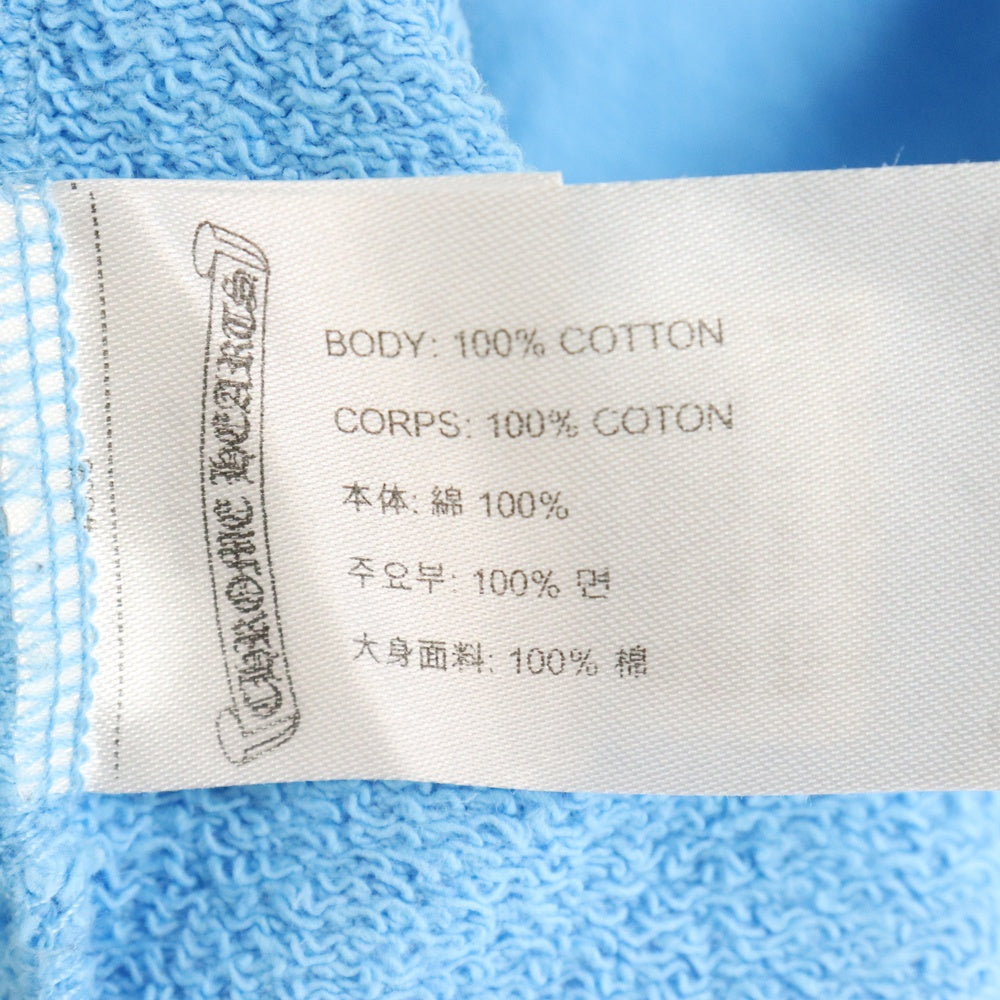 CHROME HEARTS
BODY: 100% COTTON
CORPS: 100% COTON
本体: 綿 100%
주요부: 100% 면
大身面料: 100% 棉